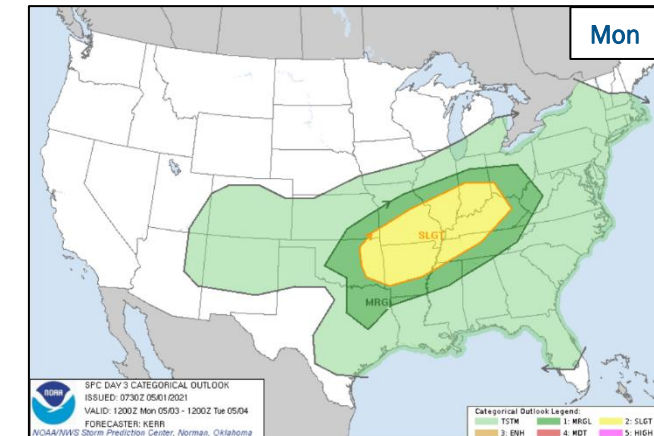 Mon
SLGT
MRGL
NOAA
SPC DAY 3 CATEGORICAL OUTLOOK
ISSUED: 0730Z 05/01/2021
VALID: 1200Z Mon 05/03 - 1200Z Tue 05/04
FORECASTER: KERR
NOAA/NWS Storm Prediction Center, Norman, Oklahoma
Categorical Outlook Legend:
TSTM 1: MRGL 2: SLGT
3: ENH 4: MDT 5: HIGH